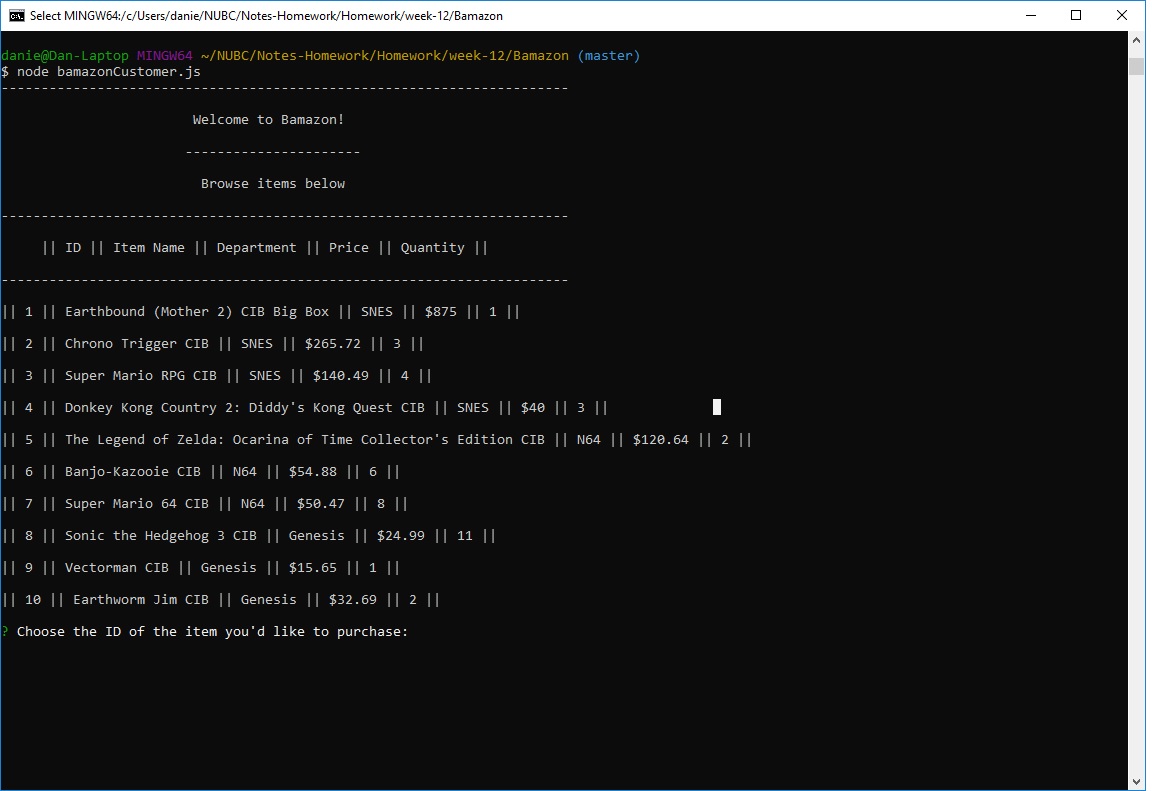 Select MINGW64:/c/Users/danie/NUBC/Notes-Homework/Homework/week-12/Bamazon
danie@Dan-Laptop MINGW64 ~/NUBC/Notes-Homework/Homework/week-12/Bamazon (master)
$ node bamazonCustomer.js
-----------------------------------------------------------------------
Welcome to Bamazon!
----------------------
Browse items below
-----------------------------------------------------------------------
|| ID || Item Name || Department || Price || Quantity ||
-----------------------------------------------------------------------
|| 1 || Earthbound (Mother 2) CIB Big Box || SNES || $875 || 1 ||
|| 2 || Chrono Trigger CIB || SNES || $265.72 || 3 ||
|| 3 || Super Mario RPG CIB || SNES || $140.49 || 4 ||
|| 4 || Donkey Kong Country 2: Diddy's Kong Quest CIB || SNES || $40 || 3 ||
|| 5 || The Legend of Zelda: Ocarina of Time Collector's Edition CIB || N64 || $120.64 || 2 ||
|| 6 || Banjo-Kazooie CIB || N64 || $54.88 || 6 ||
|| 7 || Super Mario 64 CIB || N64 || $50.47 || 8 ||
|| 8 || Sonic the Hedgehog 3 CIB || Genesis || $24.99 || 11 ||
|| 9 || Vectorman CIB || Genesis || $15.65 || 1 ||
|| 10 || Earthworm Jim CIB || Genesis || $32.69 || 2 ||
? Choose the ID of the item you'd like to purchase: